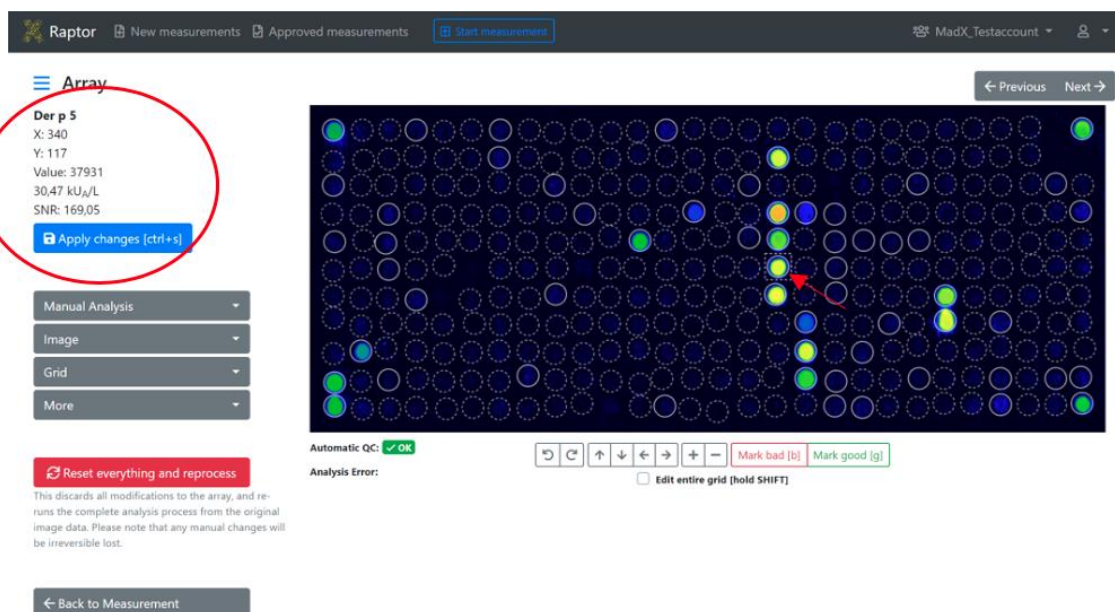 Raptor New measurements Approved measurements Start measurement MadX_Testaccount
Array
← Previous Next →
Der p 5
X: 340
Y: 117
Value: 37931
30,47 kUA/L
SNR: 169,05
Apply changes [ctrl+s]
Manual Analysis
Image
Grid
More
Automatic QC: ✓ OK
Analysis Error:
Mark bad [b] Mark good [g]
Edit entire grid [hold SHIFT]
Reset everything and reprocess
This discards all modifications to the array, and re-
runs the complete analysis process from the original
image data. Please note that any manual changes will
be irreversible lost.
← Back to Measurement